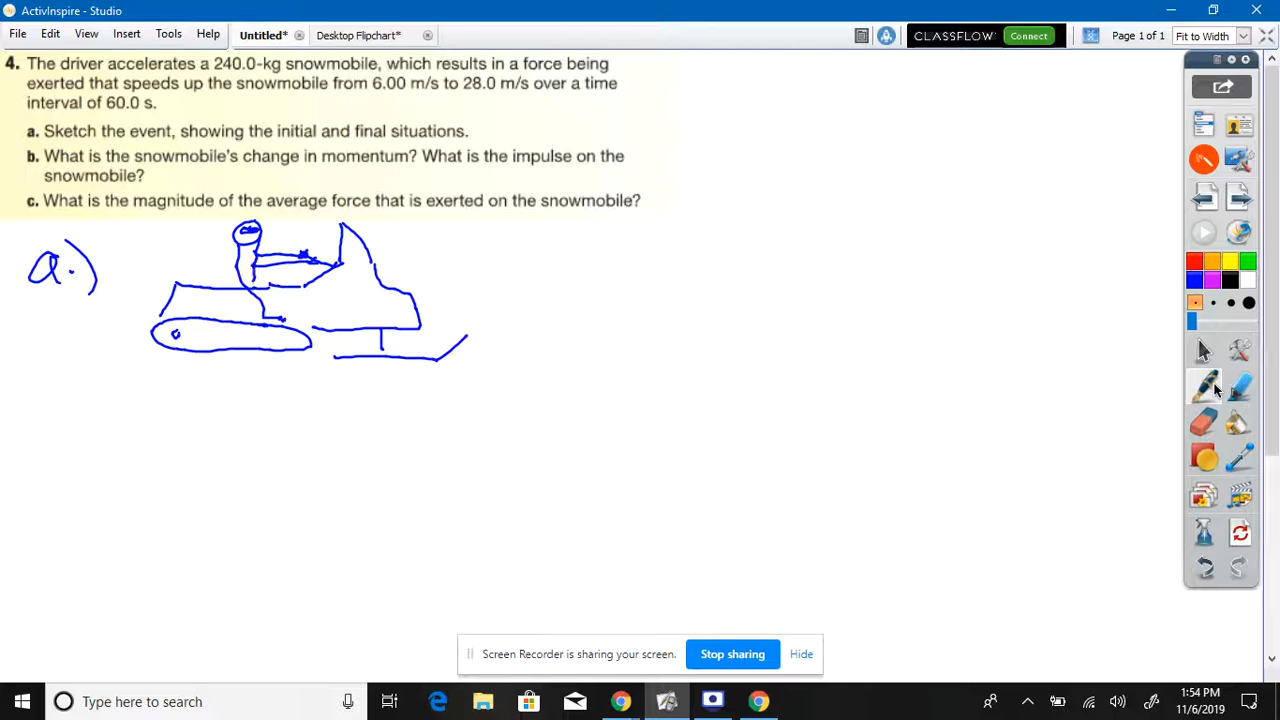 ActivInspire - Studio
File Edit View Insert Tools Help Untitled* Desktop Flipchart* CLASSFLOW Connect Page 1 of 1 Fit to Width
4. The driver accelerates a 240.0-kg snowmobile, which results in a force being
exerted that speeds up the snowmobile from 6.00 m/s to 28.0 m/s over a time
interval of 60.0 s.
a. Sketch the event, showing the initial and final situations.
b. What is the snowmobile's change in momentum? What is the impulse on the
snowmobile?
c. What is the magnitude of the average force that is exerted on the snowmobile?
a.)
Screen Recorder is sharing your screen. Stop sharing Hide
Type here to search
1:54 PM
11/6/2019